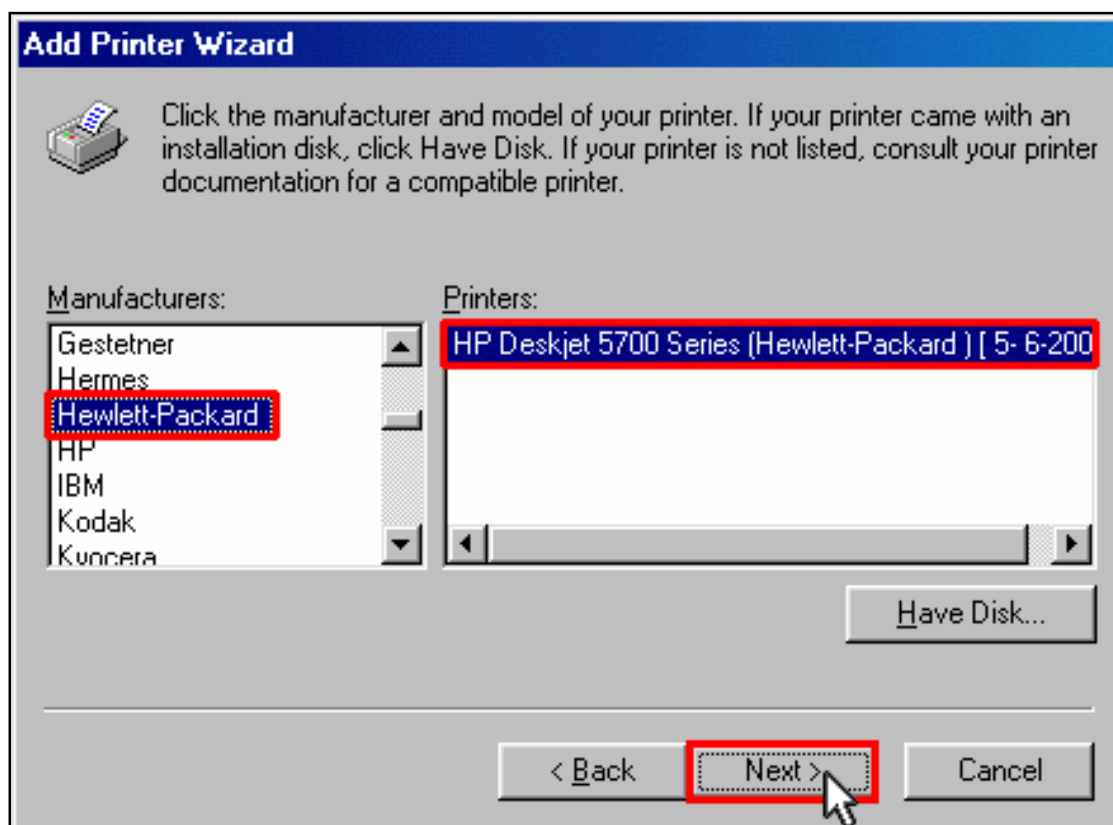 Add Printer Wizard
Click the manufacturer and model of your printer. If your printer came with an
installation disk, click Have Disk. If your printer is not listed, consult your printer
documentation for a compatible printer.
Manufacturers:
Gestetner
Hermes
Hewlett-Packard
HP
IBM
Kodak
Kyocera
Printers:
HP Deskjet 5700 Series (Hewlett-Packard ) [ 5- 6-200
Have Disk...
< Back
Next >
Cancel